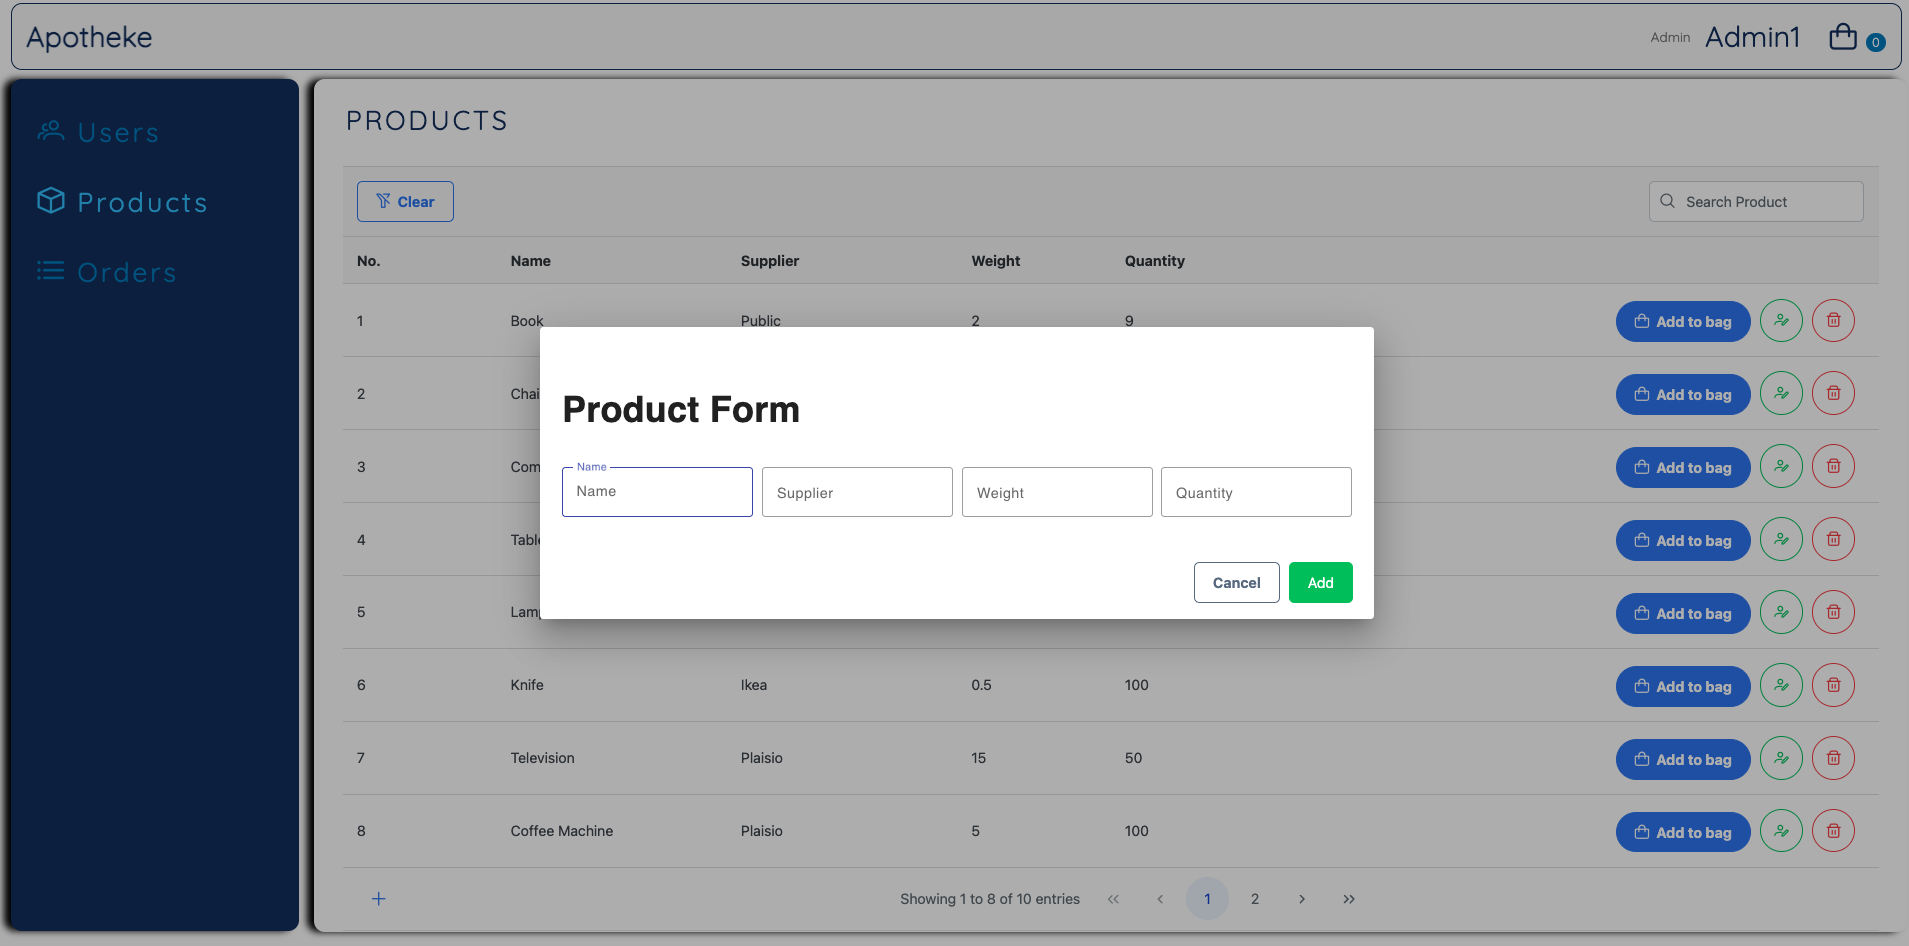 Apotheke
Admin Admin1 0
Users
Products
Orders
PRODUCTS
Clear
Search Product
No. Name Supplier Weight Quantity
1 Book Public 2 9 Add to bag
2 Chai Add to bag
3 Com Add to bag
4 Table Add to bag
5 Lamp Add to bag
Product Form
Name
Name Supplier Weight Quantity
Cancel Add
6 Knife Ikea 0.5 100 Add to bag
7 Television Plaisio 15 50 Add to bag
8 Coffee Machine Plaisio 5 100 Add to bag
+ Showing 1 to 8 of 10 entries << < 1 2 > >>